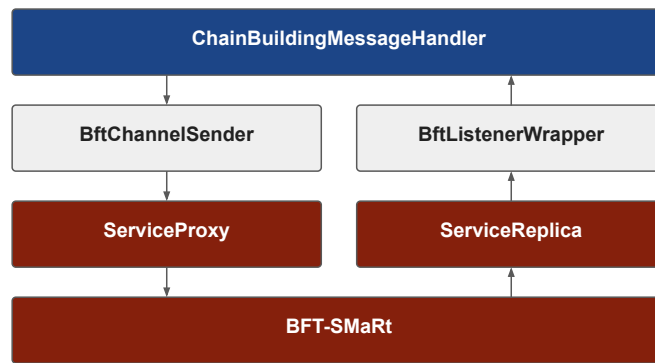 ChainBuildingMessageHandler
BftChannelSender
BftListenerWrapper
ServiceProxy
ServiceReplica
BFT-SMaRt